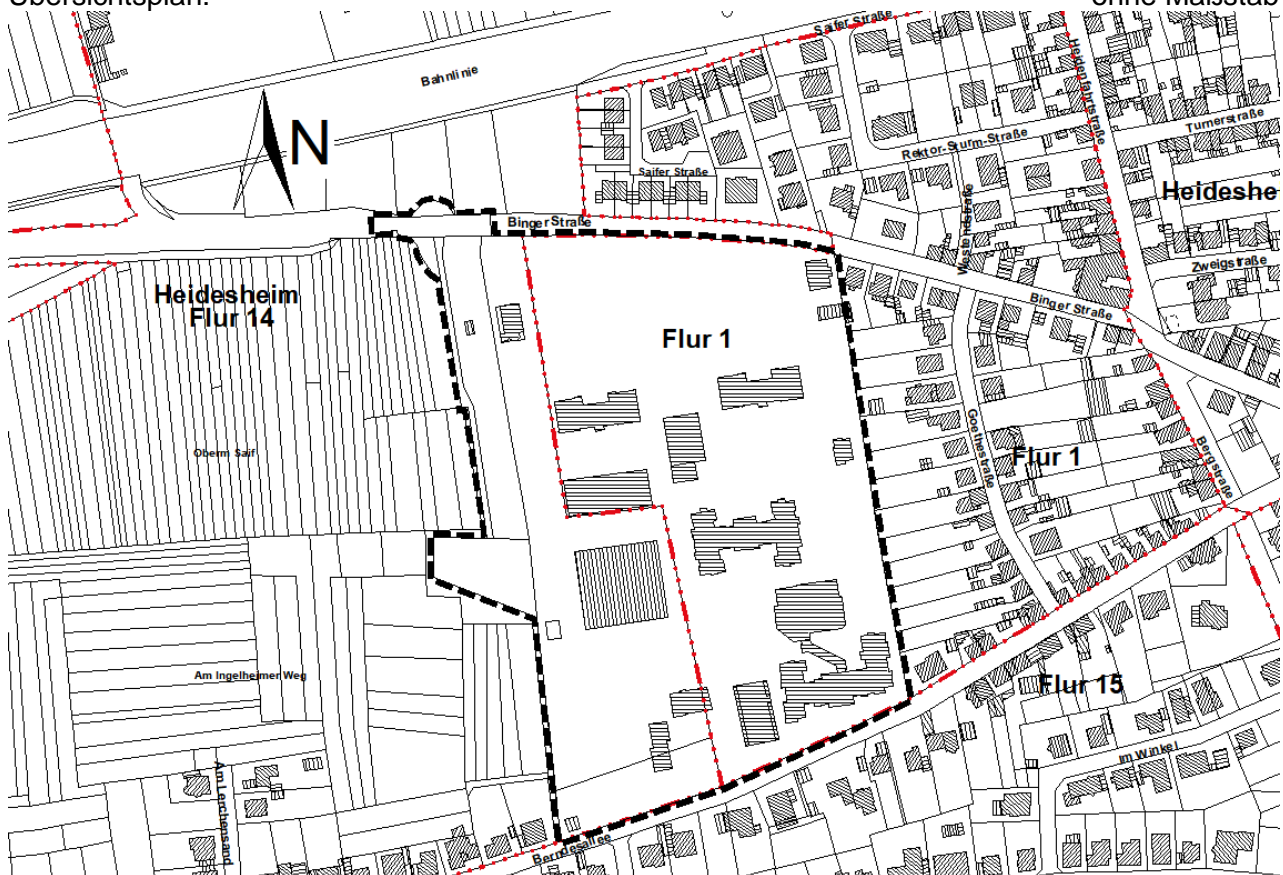 Übersichtsplan:
ohne Maßstab
Saifer Straße
Bahnlinie
Heidenfahrtstraße
N
Turnerstraße
Rektor-Sturm-Straße
Saifer Straße
Heideshe
Binger Straße
Westendstraße
Zweigstraße
Heidesheim
Flur 14
Binger Straße
Flur 1
Goethestraße
Oberm Saif
Flur 1
Bergstraße
Am Ingelheimer Weg
Flur 15
Im Winkel
Am Lerchensand
Berndesallee